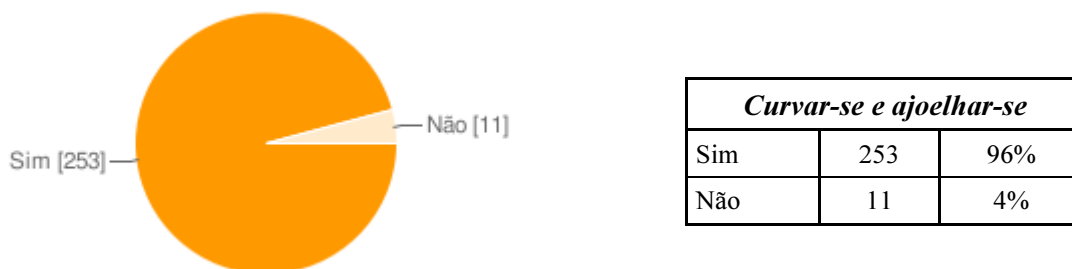 Sim [253]
Não [11]
Curvar-se e ajoelhar-se
Sim 253 96%
Não 11 4%